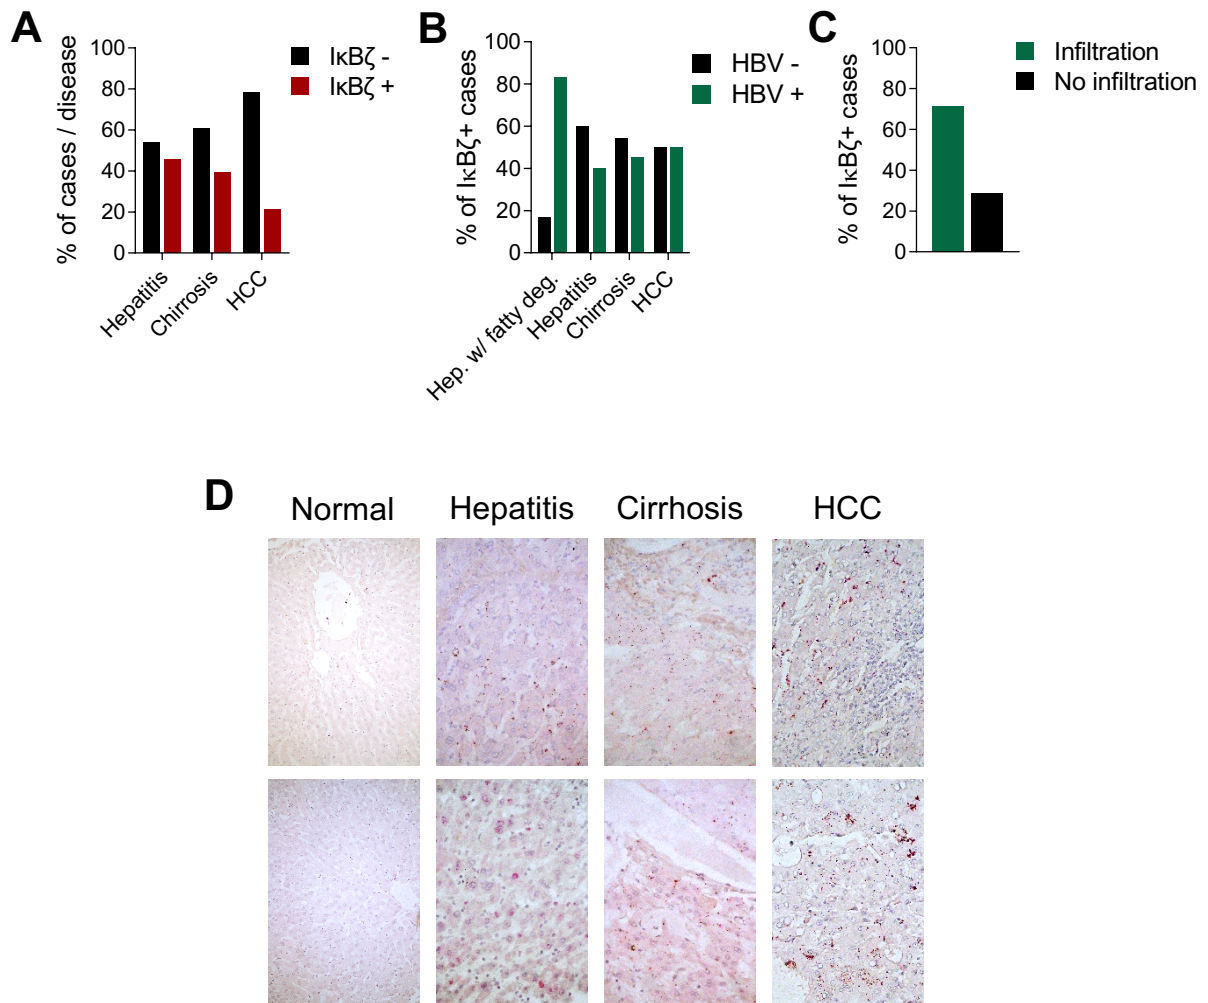 A
% of cases / disease
100
80
60
40
20
0
Hepatitis
Chirrosis
HCC
IκBζ -
IκBζ +
B
% of IκBζ+ cases
100
80
60
40
20
0
Hep. w/ fatty deg.
Hepatitis
Chirrosis
HCC
HBV -
HBV +
C
% of IκBζ+ cases
100
80
60
40
20
0
Infiltration
No infiltration
D
Normal
Hepatitis
Cirrhosis
HCC